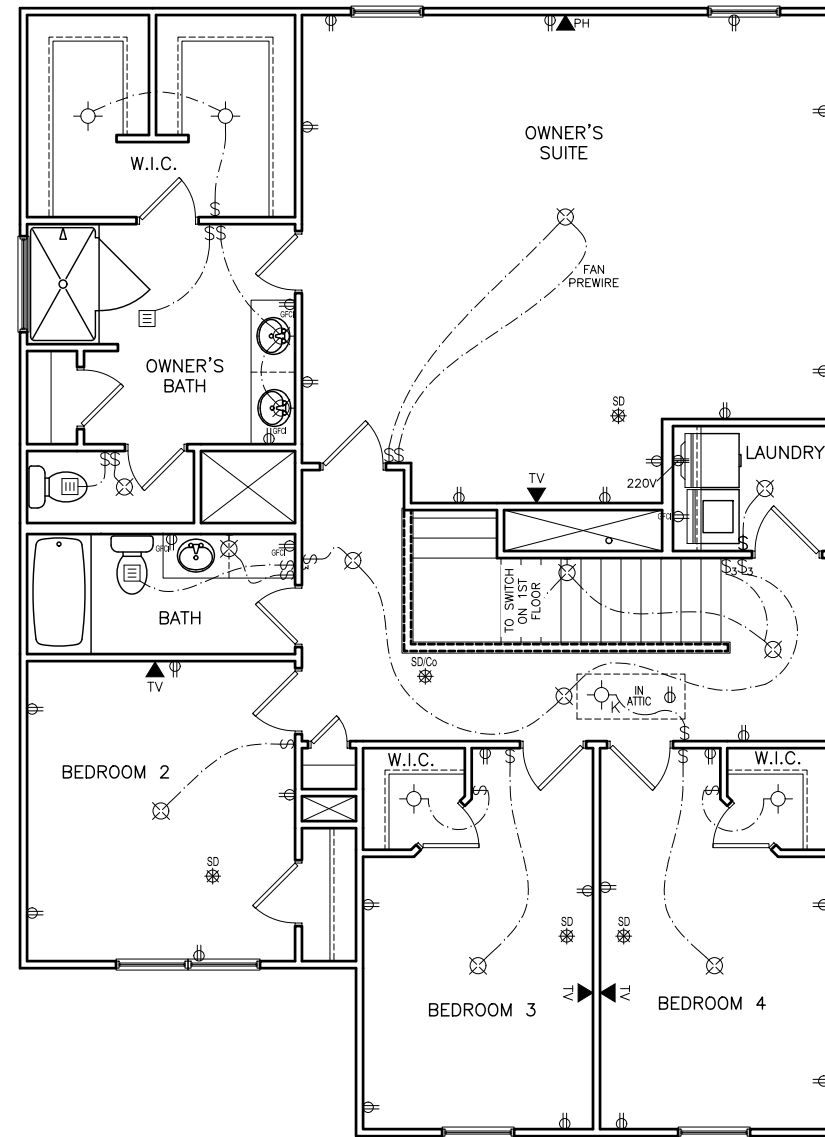 PH
OWNER'S
SUITE
W.I.C.
$
$$
FAN
PREWIRE
GFCI
OWNER'S
BATH
GFCI
SD
$$
$$
TV
LAUNDRY
220V
GFCI
$
GFCI
GFCI
$
$
$
BATH
TO SWITCH
ON 1ST
FLOOR
$3 $3
SD/Co
TV
IN
ATTIC
K
$
$
BEDROOM 2
W.I.C.
$
$
$
$
W.I.C.
SD
SD
SD
TV
TV
BEDROOM 3
BEDROOM 4